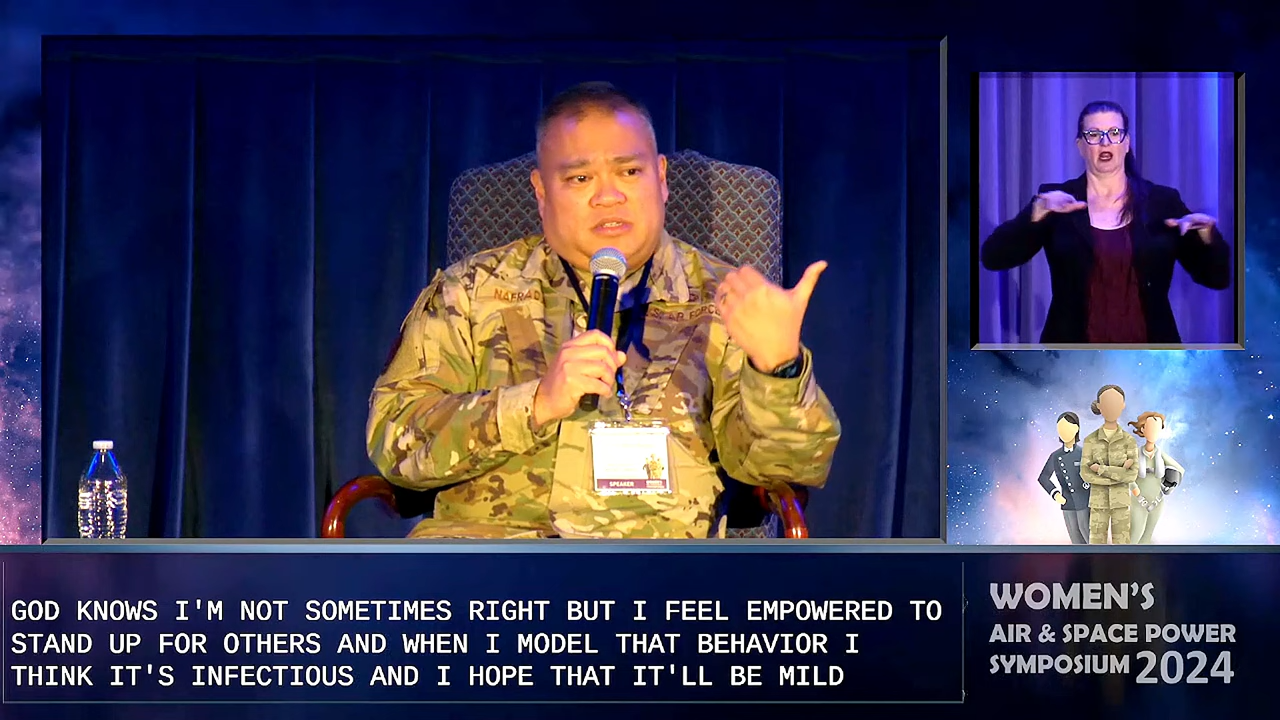 SPEAKER
GOD KNOWS I'M NOT SOMETIMES RIGHT BUT I FEEL EMPOWERED TO
STAND UP FOR OTHERS AND WHEN I MODEL THAT BEHAVIOR I
THINK IT'S INFECTIOUS AND I HOPE THAT IT'LL BE MILD
WOMEN'S
AIR & SPACE POWER
SYMPOSIUM 2024